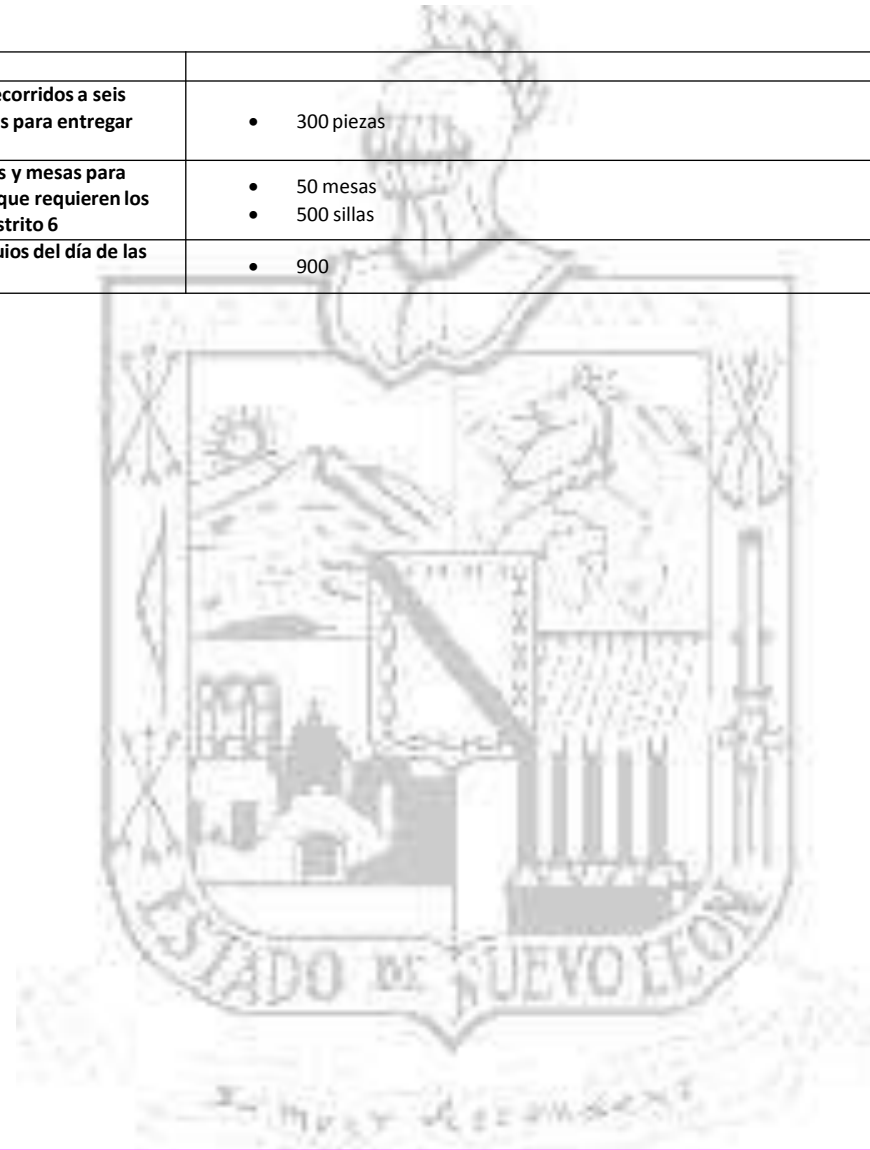 ecorridos a seis
s para entregar
• 300 piezas
s y mesas para
que requieren los
strito 6
• 50 mesas
• 500 sillas
uios del día de las
• 900
ESTADO DE NUEVO LEON